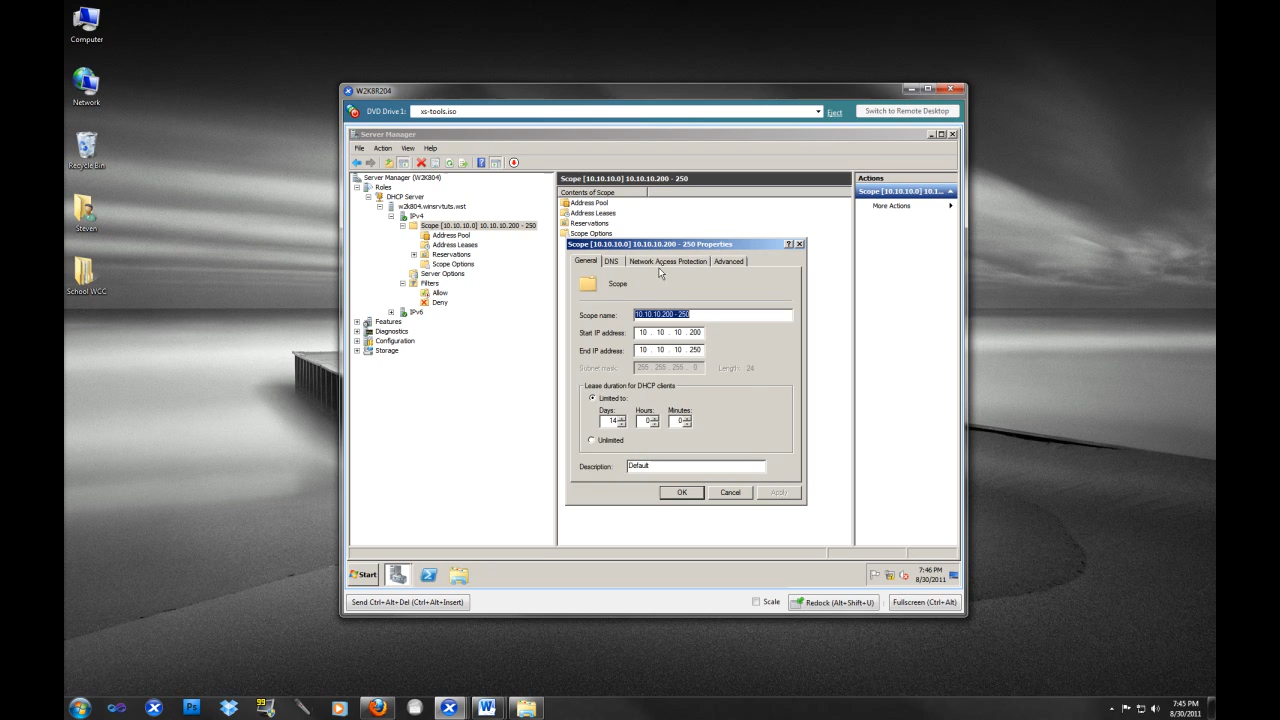 Computer
Network
Recycle Bin
Steven
School WCC
W2K8R204
DVD Drive 1:
xs-tools.iso
Eject
Switch to Remote Desktop
Server Manager
File Action View Help
Server Manager (W2K804)
Roles
DHCP Server
w2k804.winsrvtuts.wst
IPv4
Scope [10.10.10.0] 10.10.10.200 - 250
Address Pool
Address Leases
Reservations
Scope Options
Server Options
Filters
Allow
Deny
IPv6
Features
Diagnostics
Configuration
Storage
Scope [10.10.10.0] 10.10.10.200 - 250
Contents of Scope
Address Pool
Address Leases
Reservations
Scope Options
Actions
Scope [10.10.10.0] 10.1...
More Actions
Scope [10.10.10.0] 10.10.10.200 - 250 Properties
General DNS Network Access Protection Advanced
Scope
Scope name: 10.10.10.200 - 250
Start IP address: 10 . 10 . 10 . 200
End IP address: 10 . 10 . 10 . 250
Subnet mask: 255 . 255 . 255 . 0 Length: 24
Lease duration for DHCP clients
Limited to:
Days: Hours: Minutes:
14 0 0
Unlimited
Description: Default
OK Cancel Apply
Start
7:46 PM
8/30/2011
Send Ctrl+Alt+Del (Ctrl+Alt+Insert)
Scale
Redock (Alt+Shift+U)
Fullscreen (Ctrl+Alt)
99
Ps
7:45 PM
8/30/2011